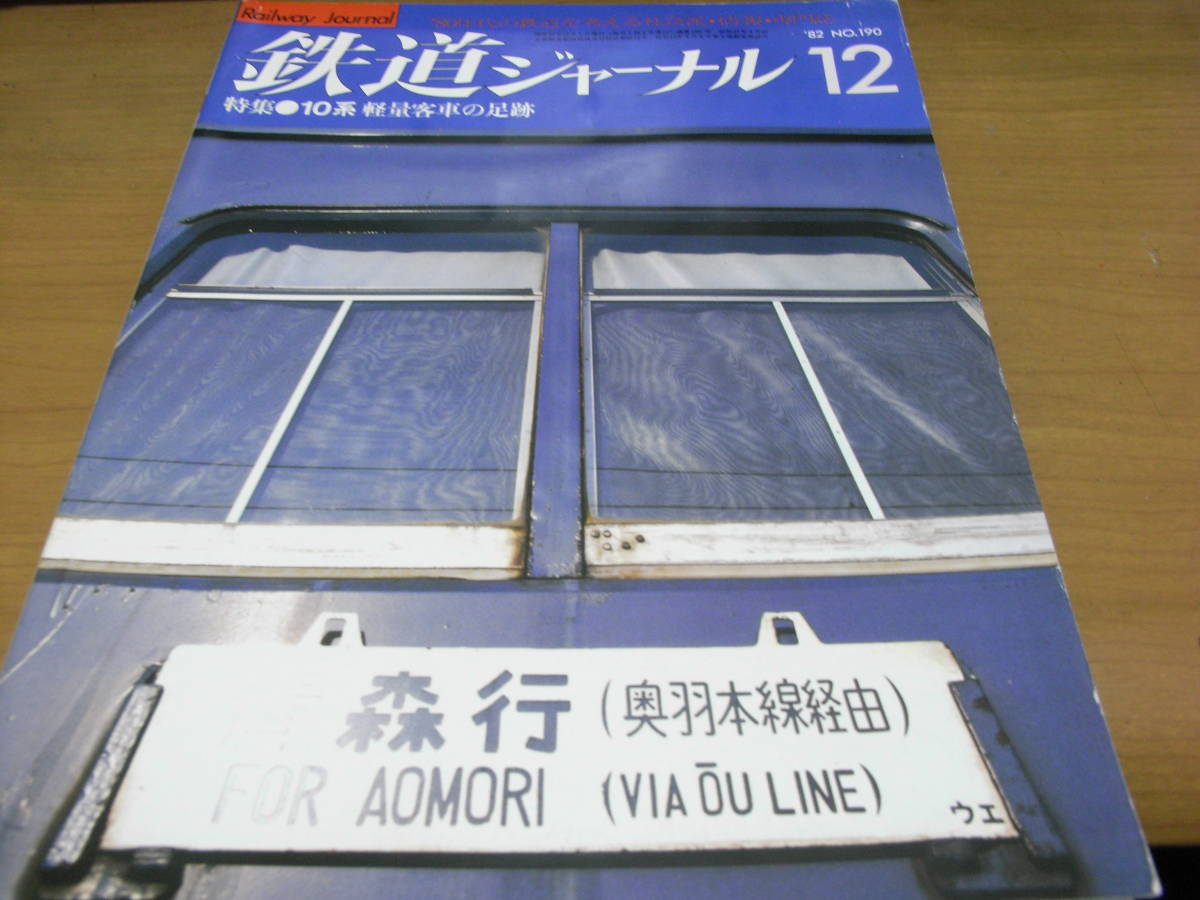 Railway Journal
'82 NO.190
鉄道ジャーナル 12
特集●10系 軽量客車の足跡
森行 (奥羽本線経由)
FOR AOMORI (VIA ŌU LINE)
ウエ